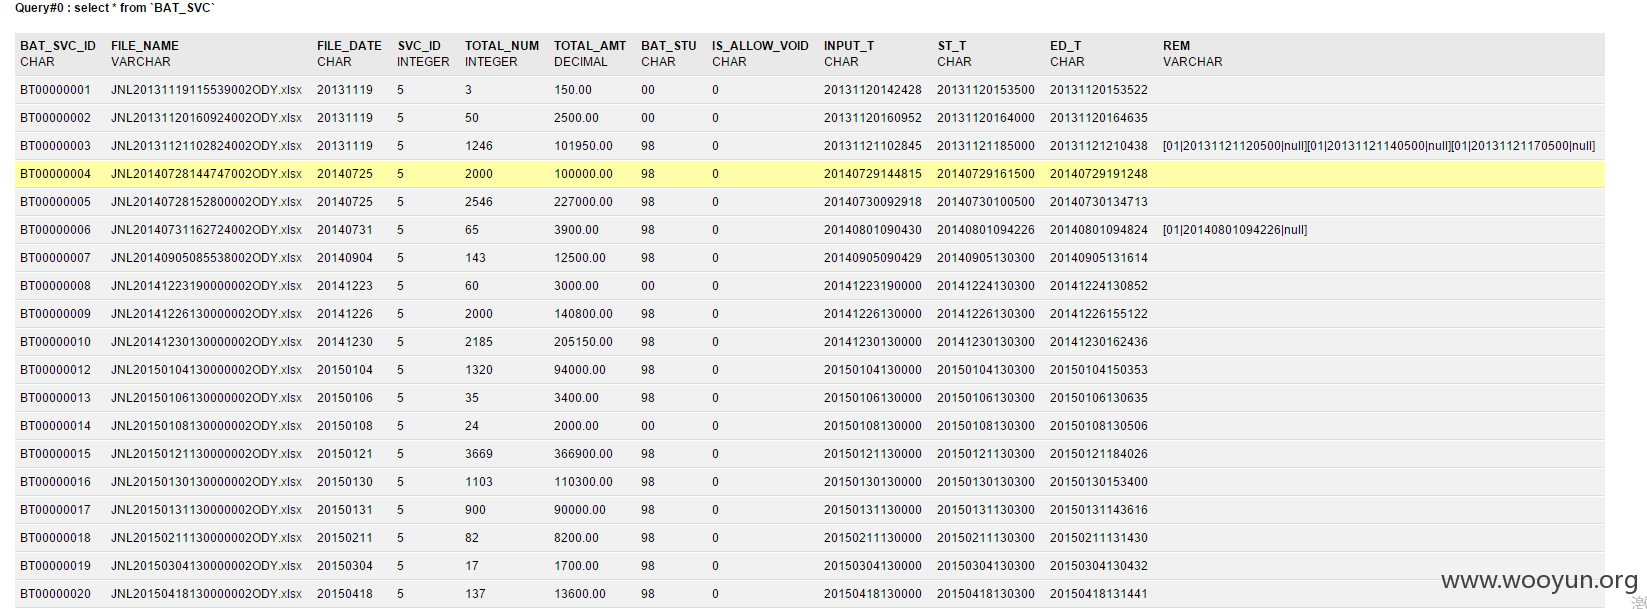 Query#0 : select * from `BAT_SVC`
BAT_SVC_ID FILE_NAME FILE_DATE SVC_ID TOTAL_NUM TOTAL_AMT BAT_STU IS_ALLOW_VOID INPUT_T ST_T ED_T REM
CHAR VARCHAR CHAR INTEGER INTEGER DECIMAL CHAR CHAR CHAR CHAR CHAR VARCHAR
BT00000001 JNL20131119115539002ODY.xlsx 20131119 5 3 150.00 00 0 20131120142428 20131120153500 20131120153522
BT00000002 JNL20131120160924002ODY.xlsx 20131119 5 50 2500.00 00 0 20131120160952 20131120164000 20131120164635
BT00000003 JNL20131121102824002ODY.xlsx 20131119 5 1246 101950.00 98 0 20131121102845 20131121185000 20131121210438 [01|20131121120500|null][01|20131121140500|null][01|20131121170500|null]
BT00000004 JNL20140728144747002ODY.xlsx 20140725 5 2000 100000.00 98 0 20140729144815 20140729161500 20140729191248
BT00000005 JNL20140728152800002ODY.xlsx 20140725 5 2546 227000.00 98 0 20140730092918 20140730100500 20140730134713
BT00000006 JNL20140731162724002ODY.xlsx 20140731 5 65 3900.00 98 0 20140801090430 20140801094226 20140801094824 [01|20140801094226|null]
BT00000007 JNL20140905085538002ODY.xlsx 20140904 5 143 12500.00 98 0 20140905090429 20140905130300 20140905131614
BT00000008 JNL20141223190000002ODY.xlsx 20141223 5 60 3000.00 00 0 20141223190000 20141224130300 20141224130852
BT00000009 JNL20141226130000002ODY.xlsx 20141226 5 2000 140800.00 98 0 20141226130000 20141226130300 20141226155122
BT00000010 JNL20141230130000002ODY.xlsx 20141230 5 2185 205150.00 98 0 20141230130000 20141230130300 20141230162436
BT00000012 JNL20150104130000002ODY.xlsx 20150104 5 1320 94000.00 98 0 20150104130000 20150104130300 20150104150353
BT00000013 JNL20150106130000002ODY.xlsx 20150106 5 35 3400.00 98 0 20150106130000 20150106130300 20150106130635
BT00000014 JNL20150108130000002ODY.xlsx 20150108 5 24 2000.00 00 0 20150108130000 20150108130300 20150108130506
BT00000015 JNL20150121130000002ODY.xlsx 20150121 5 3669 366900.00 98 0 20150121130000 20150121130300 20150121184026
BT00000016 JNL20150130130000002ODY.xlsx 20150130 5 1103 110300.00 98 0 20150130130000 20150130130300 20150130153400
BT00000017 JNL20150131130000002ODY.xlsx 20150131 5 900 90000.00 98 0 20150131130000 20150131130300 20150131143616
BT00000018 JNL20150211130000002ODY.xlsx 20150211 5 82 8200.00 98 0 20150211130000 20150211130300 20150211131430
BT00000019 JNL20150304130000002ODY.xlsx 20150304 5 17 1700.00 98 0 20150304130000 20150304130300 20150304130432
BT00000020 JNL20150418130000002ODY.xlsx 20150418 5 137 13600.00 98 0 20150418130000 20150418130300 20150418131441
www.wooyun.org